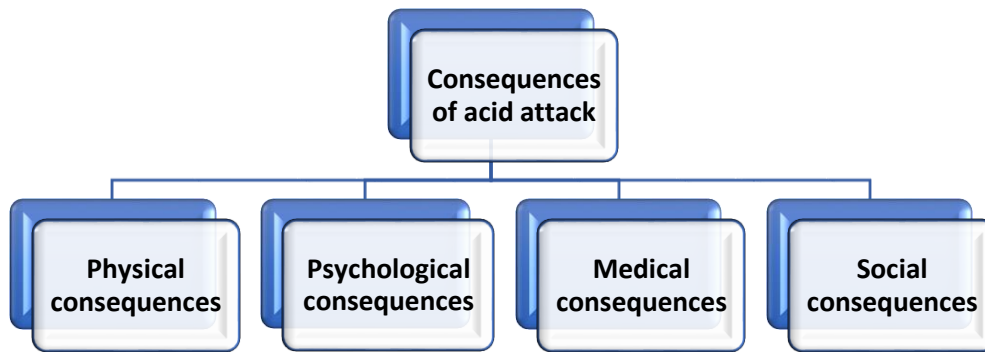 Consequences
of acid attack
Physical
consequences
Psychological
consequences
Medical
consequences
Social
consequences